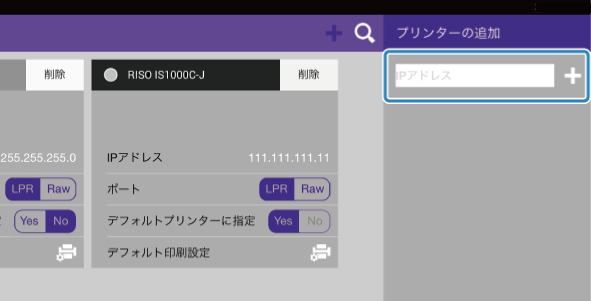 プリンターの追加
IPアドレス
削除
RISO IS1000C-J 削除
255.255.255.0
IPアドレス 111.111.111.11
LPR Raw
ポート LPR Raw
Yes No
デフォルトプリンターに指定 Yes No
デフォルト印刷設定